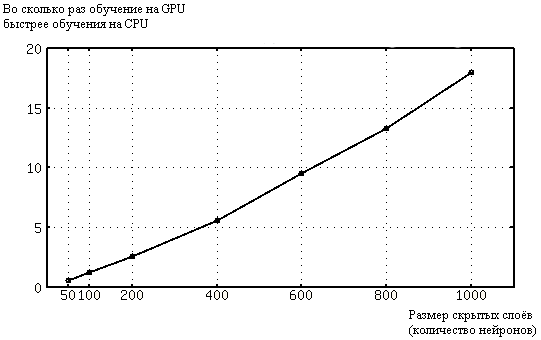 Во сколько раз обучение на GPU
быстрее обучения на CPU
20
15
10
5
0
50 100 200 400 600 800 1000
Размер скрытых слоёв
(количество нейронов)